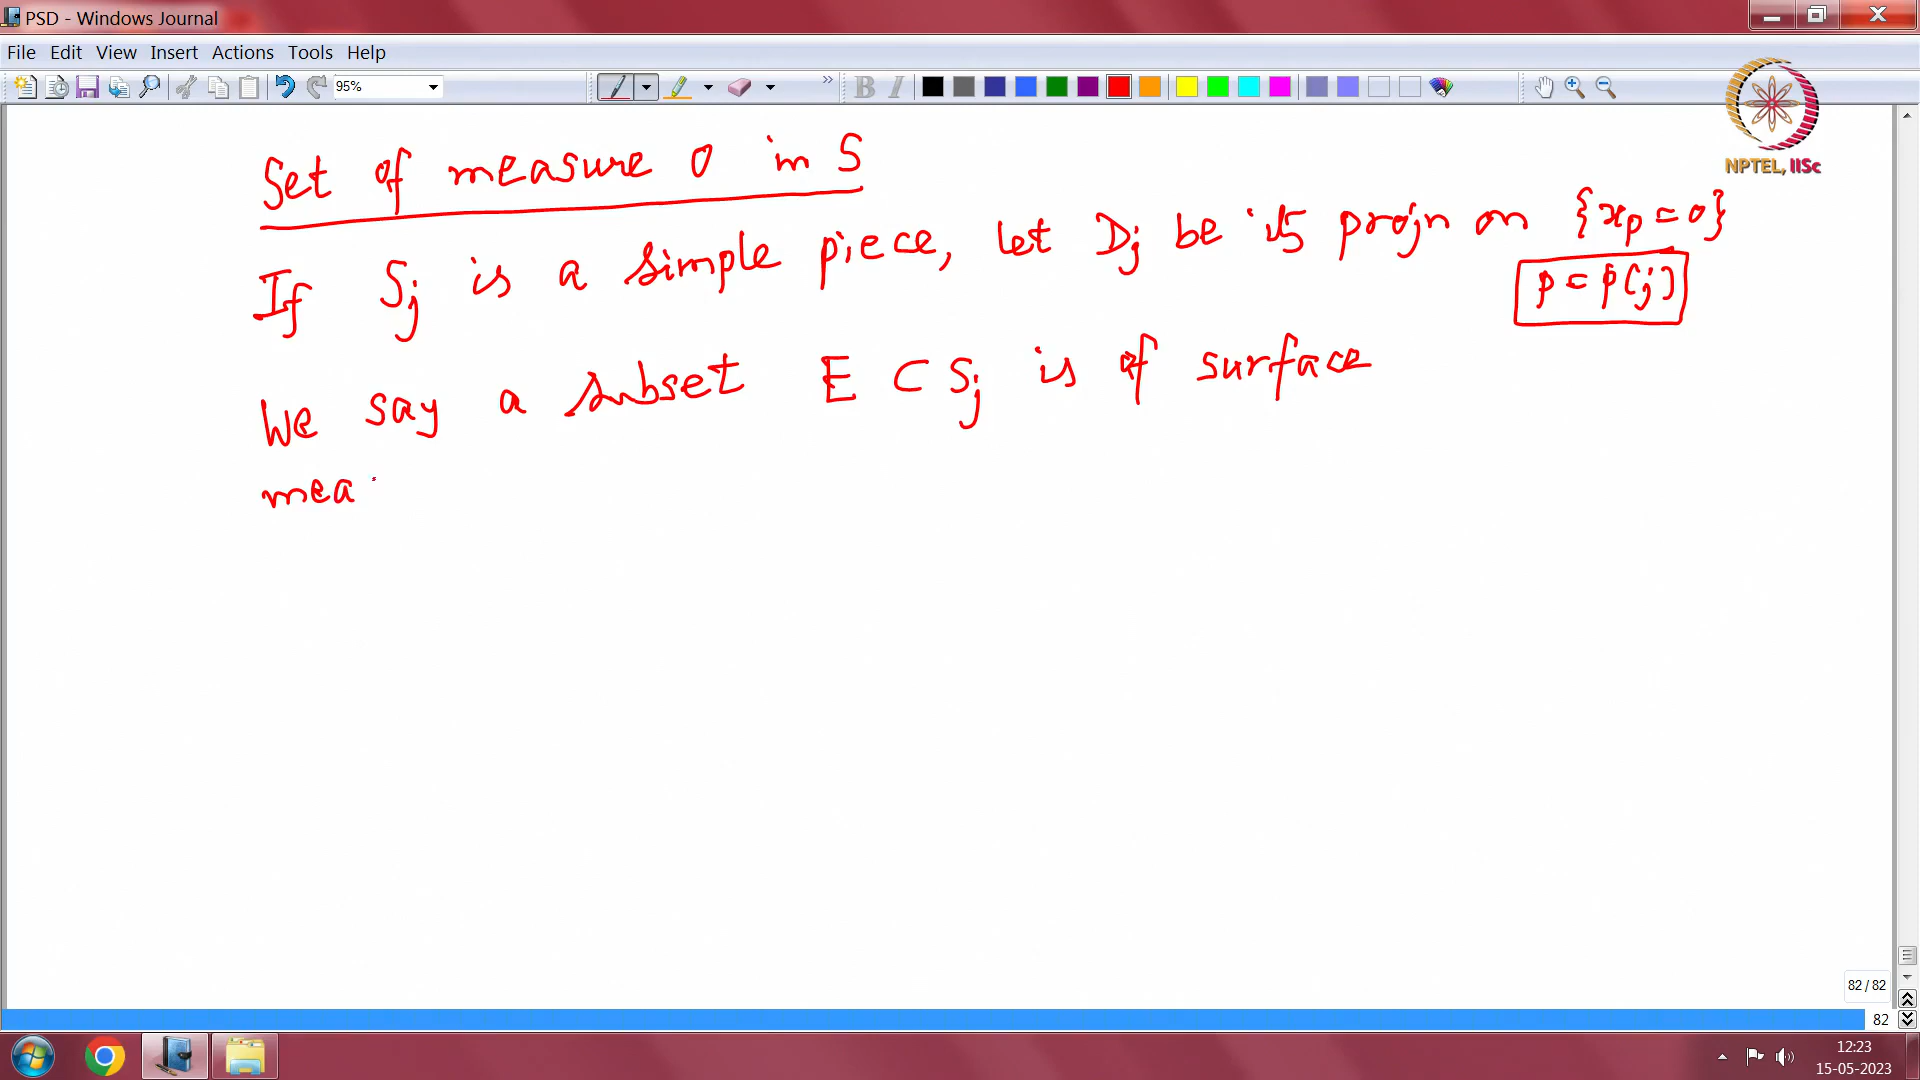 PSD - Windows Journal
File Edit View Insert Actions Tools Help
95%
NPTEL, IISc
Set of measure 0 in S
If Sj is a simple piece, let Dj be its projn on {xp = 0}
p = p(j)
We say a subset E ⊂ Sj is of surface
mea
82 / 82
82
12:23
15-05-2023